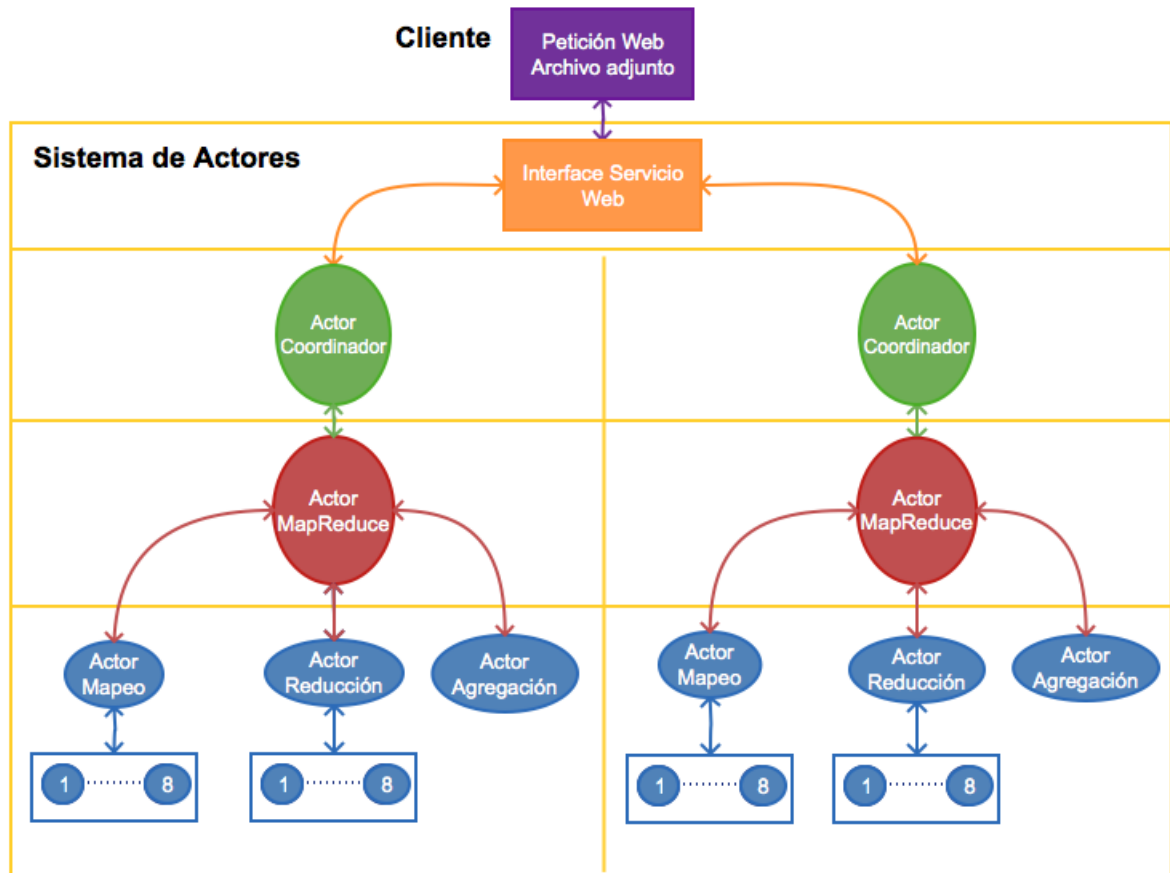 Cliente
Petición Web
Archivo adjunto
Sistema de Actores
Interface Servicio
Web
Actor
Coordinador
Actor
Coordinador
Actor
MapReduce
Actor
MapReduce
Actor
Mapeo
Actor
Reducción
Actor
Agregación
Actor
Mapeo
Actor
Reducción
Actor
Agregación
1 8
1 8
1 8
1 8